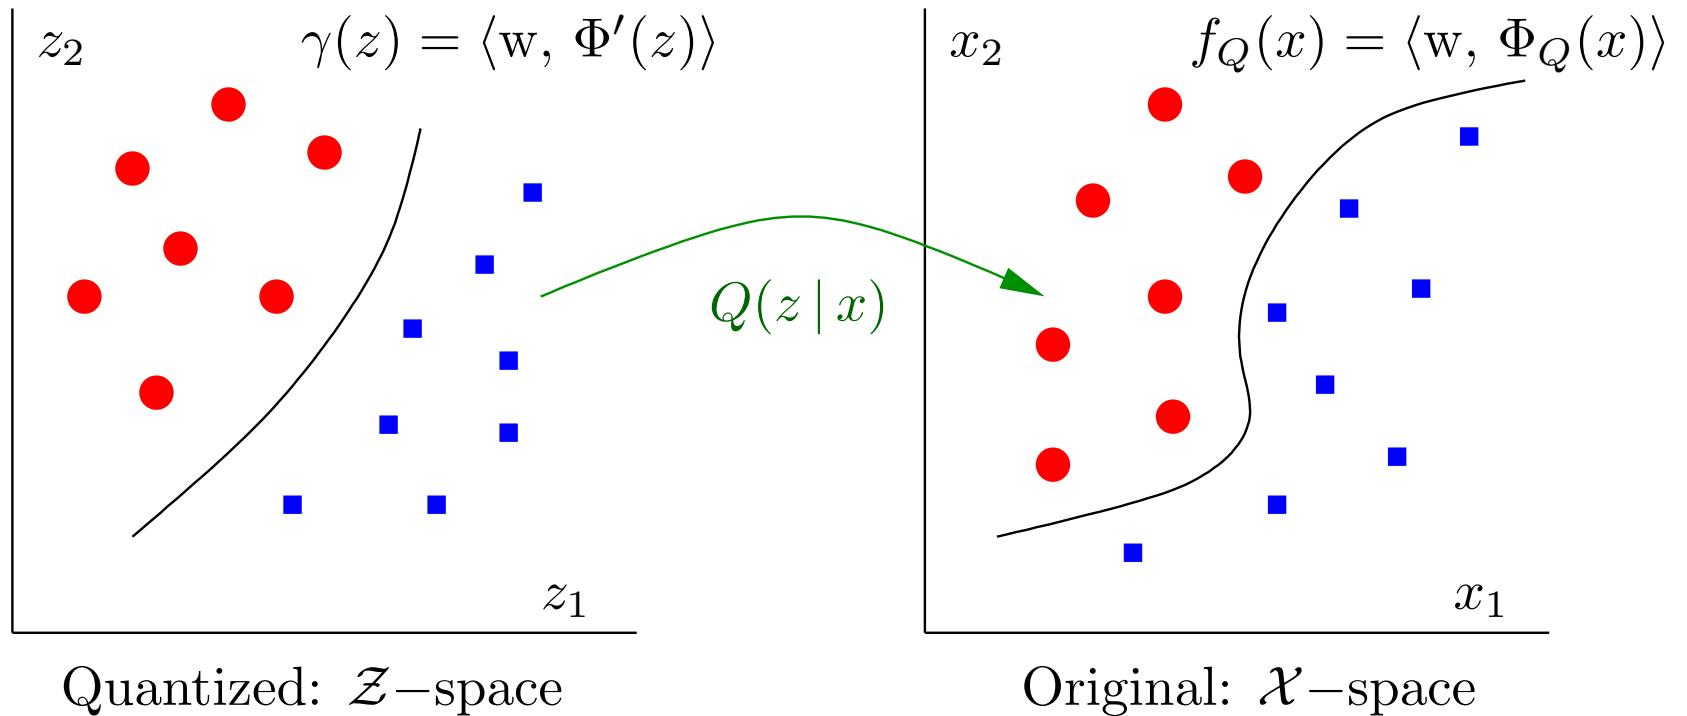 z₂
γ(z) = ⟨w, Φ′(z)⟩
x₂
f_Q(x) = ⟨w, Φ_Q(x)⟩
Q(z | x)
z₁
x₁
Quantized: 𝒵−space
Original: 𝒳−space